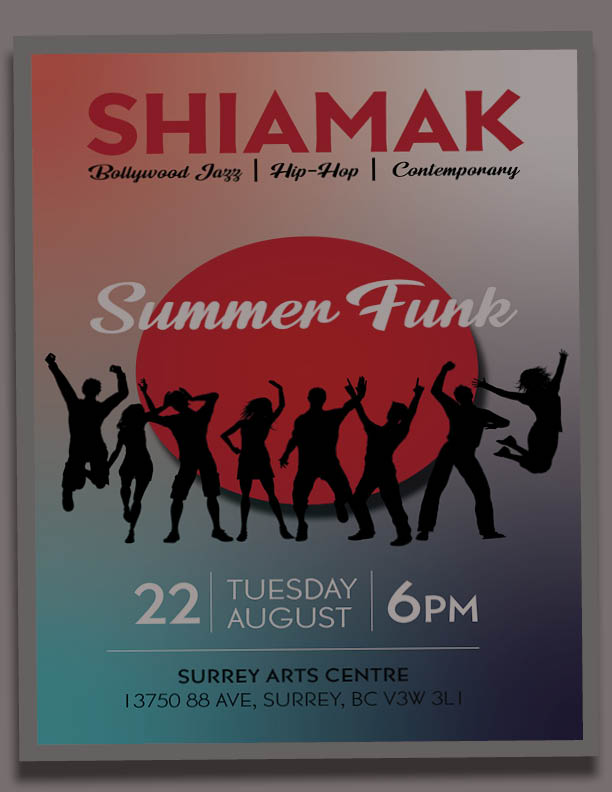 SHIAMAK
Bollywood Jazz | Hip-Hop | Contemporary
Summer Funk
22 | TUESDAY AUGUST | 6PM
SURREY ARTS CENTRE
13750 88 AVE, SURREY, BC V3W 3L1